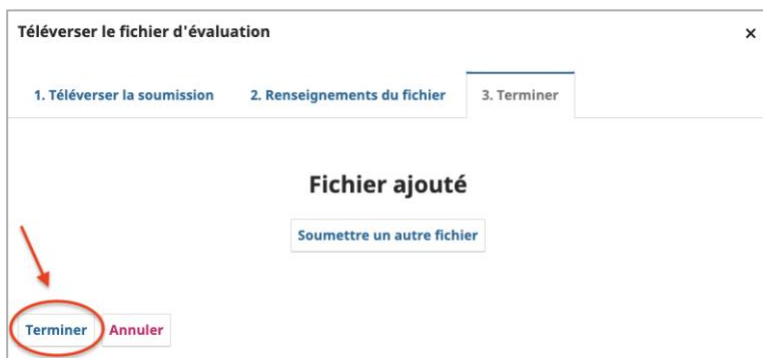 Téléverser le fichier d'évaluation ×
1. Téléverser la soumission 2. Renseignements du fichier 3. Terminer
Fichier ajouté
Soumettre un autre fichier
Terminer Annuler